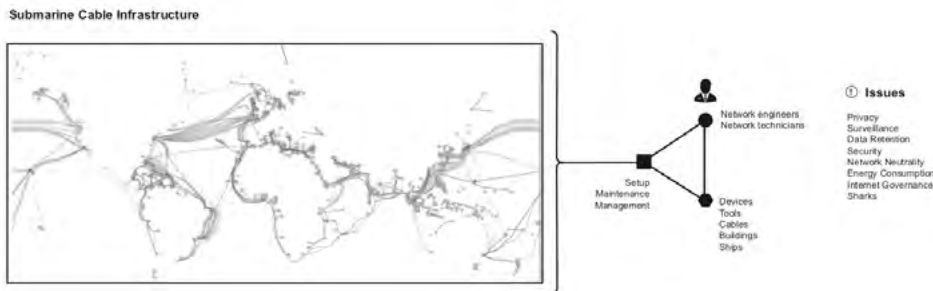 Submarine Cable Infrastructure
Network engineers
Network technicians
Setup
Maintenance
Management
Devices
Tools
Cables
Buildings
Ships
! Issues
Privacy
Surveillance
Data Retention
Security
Network Neutrality
Energy Consumption
Internet Governance
Sharks